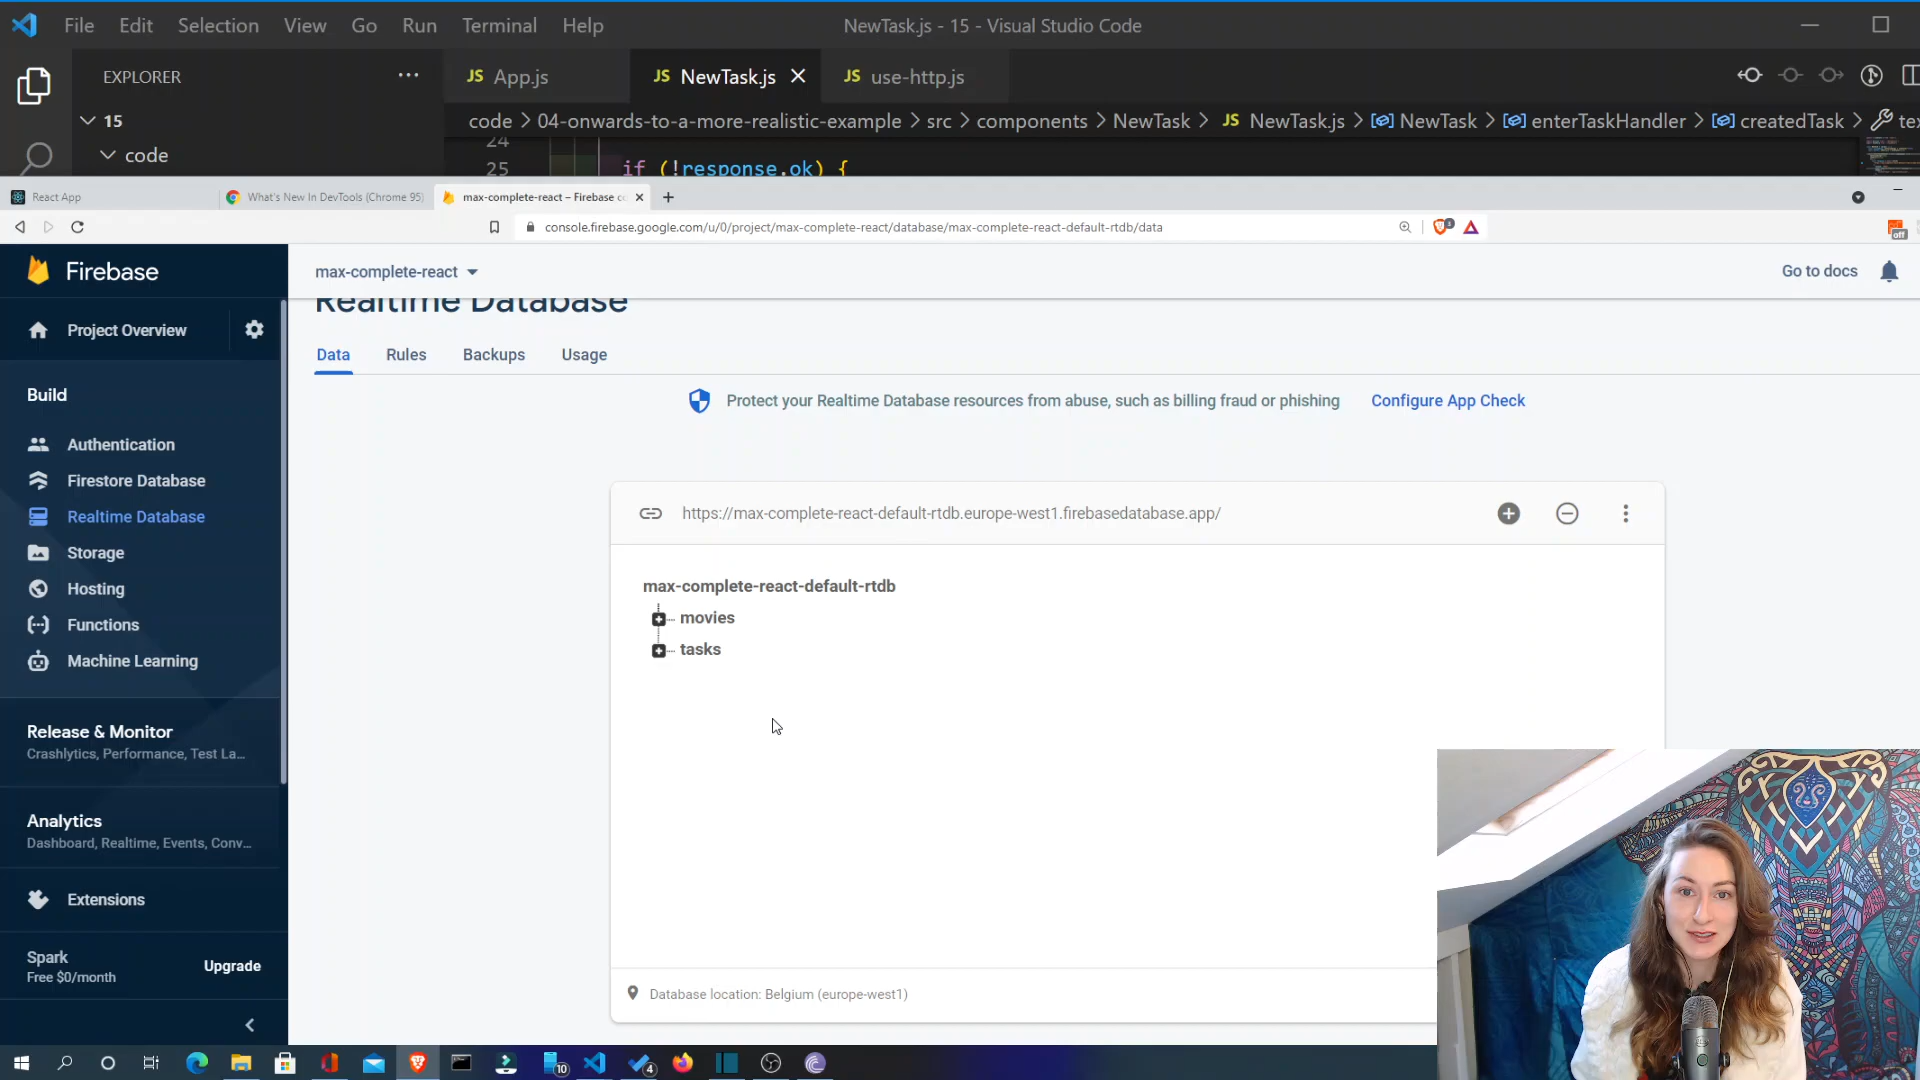 File Edit Selection View Go Run Terminal Help
NewTask.js - 15 - Visual Studio Code
EXPLORER
JS App.js
JS NewTask.js
JS use-http.js
15
code > 04-onwards-to-a-more-realistic-example > src > components > NewTask > JS NewTask.js > NewTask > enterTaskHandler > createdTask >
code
24
25 if (!response.ok) {
React App
What's New In DevTools (Chrome 95)
max-complete-react – Firebase
console.firebase.google.com/u/0/project/max-complete-react/database/max-complete-react-default-rtdb/data
off
Firebase
max-complete-react
Go to docs
Realtime Database
Project Overview
Data Rules Backups Usage
Build
Protect your Realtime Database resources from abuse, such as billing fraud or phishing Configure App Check
Authentication
Firestore Database
Realtime Database
Storage
Hosting
Functions
Machine Learning
https://max-complete-react-default-rtdb.europe-west1.firebasedatabase.app/
max-complete-react-default-rtdb
movies
tasks
Release & Monitor
Crashlytics, Performance, Test La...
Analytics
Dashboard, Realtime, Events, Conv...
Extensions
Spark
Free $0/month
Upgrade
Database location: Belgium (europe-west1)
10
4